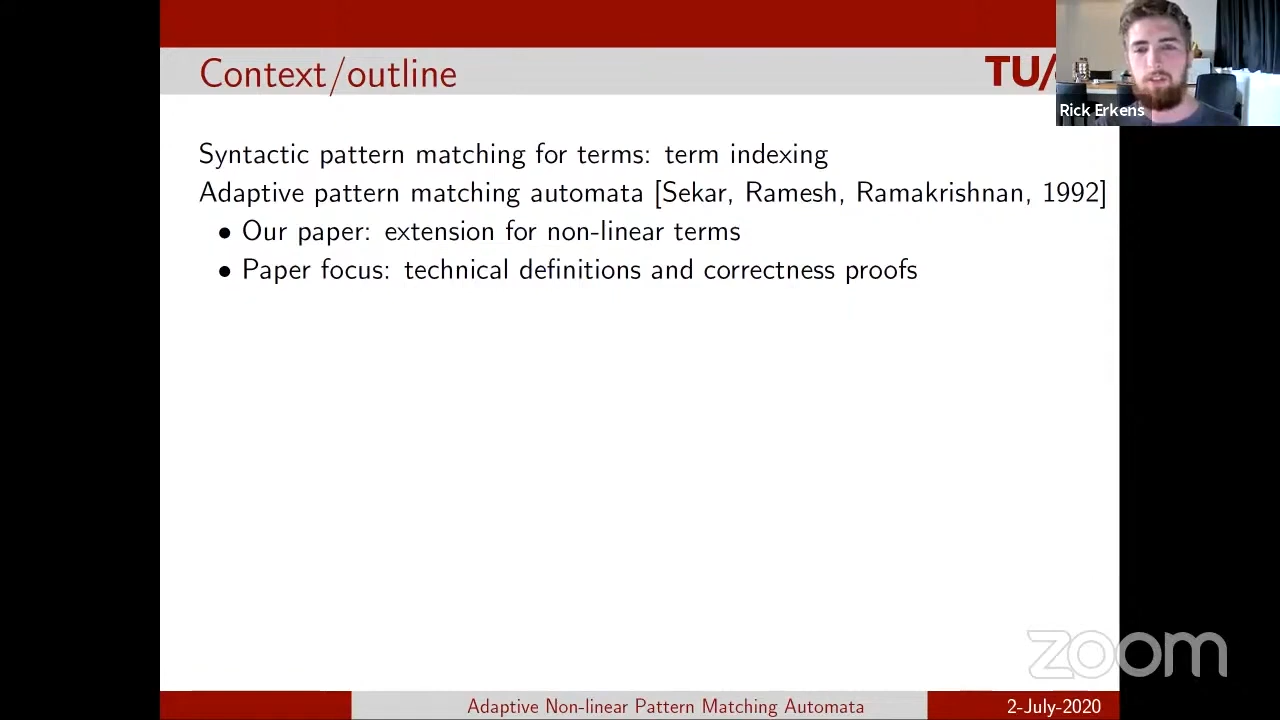 Context/outline
TU/
Rick Erkens
Syntactic pattern matching for terms: term indexing
Adaptive pattern matching automata [Sekar, Ramesh, Ramakrishnan, 1992]
• Our paper: extension for non-linear terms
• Paper focus: technical definitions and correctness proofs
zoom
Adaptive Non-linear Pattern Matching Automata
2-July-2020